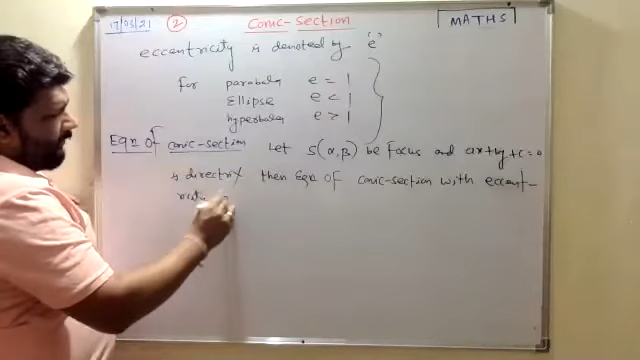 17/03/21 2 Conic-Section MATHS
eccentricity is denoted by 'e'
For parabola e = 1
Ellipse e < 1
hyperbola e > 1
Eqn of conic-section Let S(α, β) be Focus and ax+by+c=0
is directrix then Eqn of conic-section with eccent-
ricity